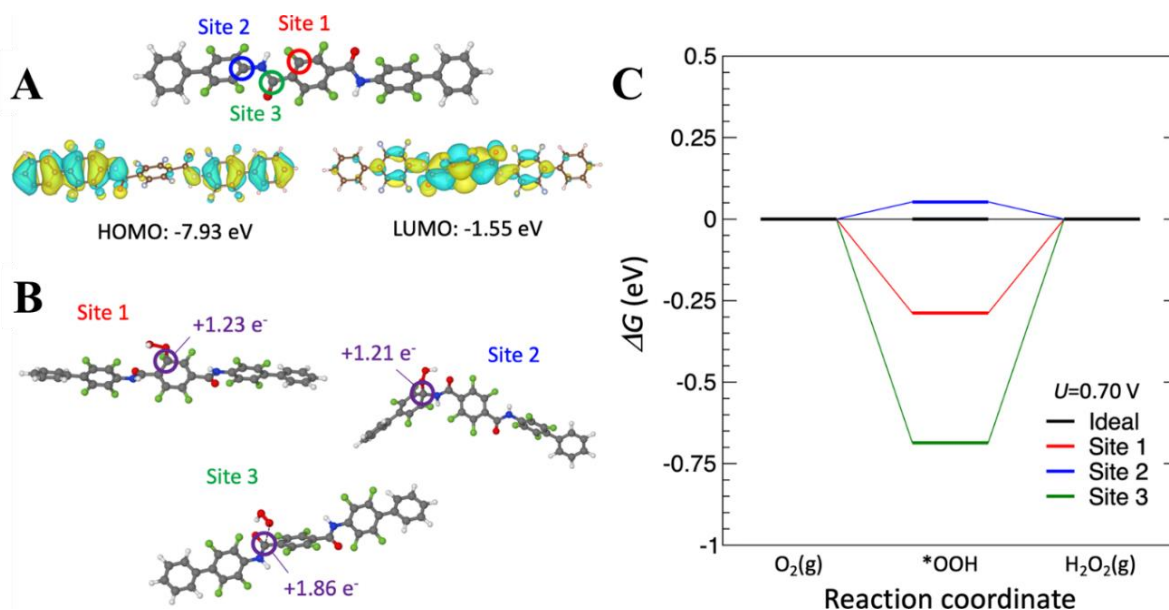 A
Site 2
Site 1
Site 3
HOMO: -7.93 eV
LUMO: -1.55 eV
B
Site 1
+1.23 e-
+1.21 e-
Site 2
Site 3
+1.86 e-
C
0.5
0.25
0
-0.25
-0.5
-0.75
-1
ΔG (eV)
U=0.70 V
Ideal
Site 1
Site 2
Site 3
O2(g)
*OOH
H2O2(g)
Reaction coordinate